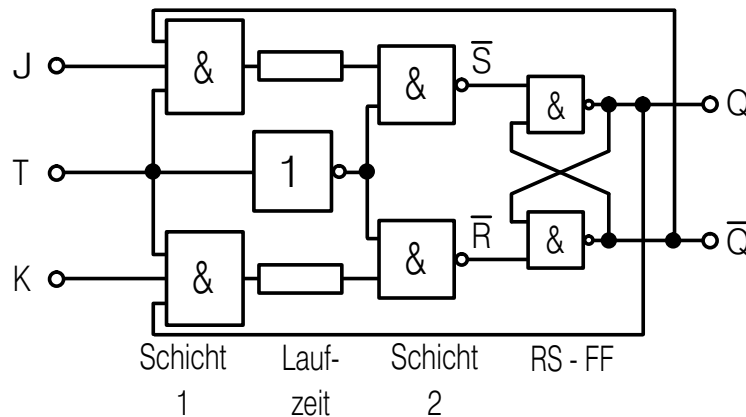 J
T
K
&
&
1
&
&
S̅
R̅
&
&
Q
Q̅
Schicht 1
Lauf-
zeit
Schicht 2
RS - FF